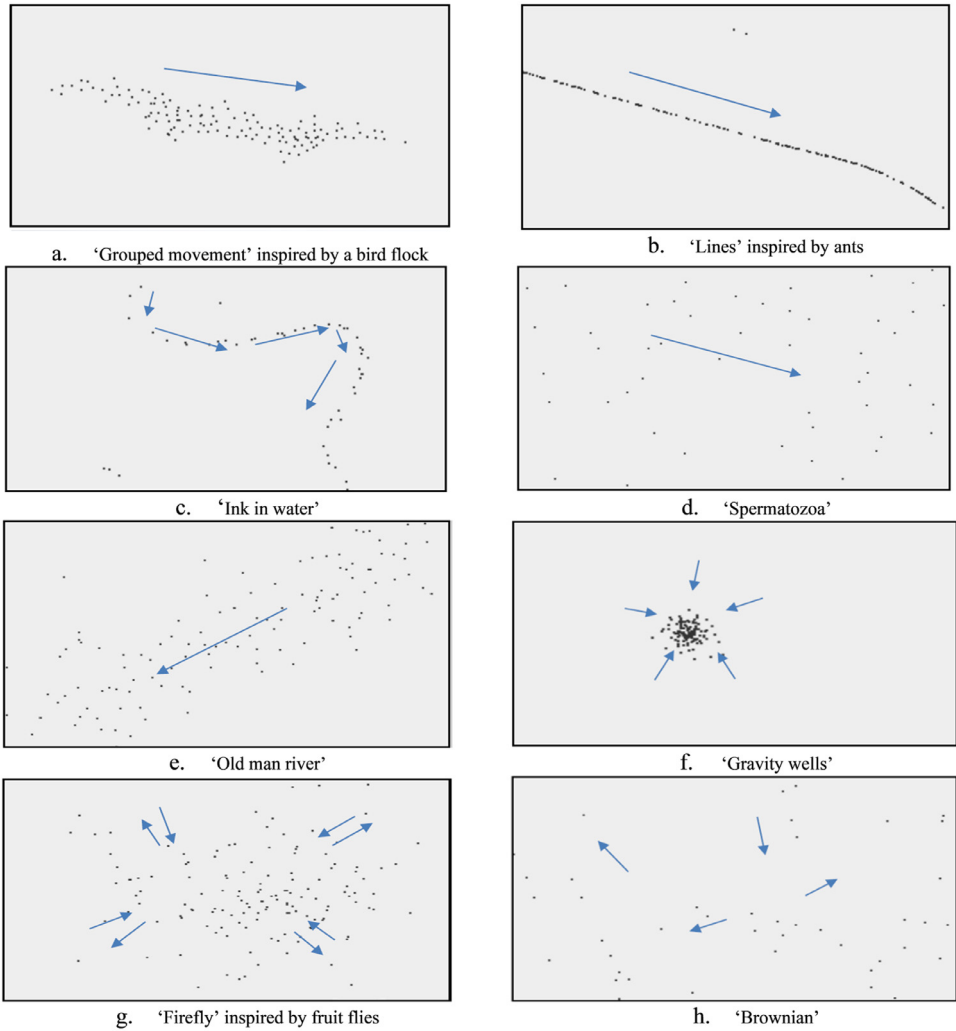 a. ‘Grouped movement’ inspired by a bird flock
b. ‘Lines’ inspired by ants
c. ‘Ink in water’
d. ‘Spermatozoa’
e. ‘Old man river’
f. ‘Gravity wells’
g. ‘Firefly’ inspired by fruit flies
h. ‘Brownian’